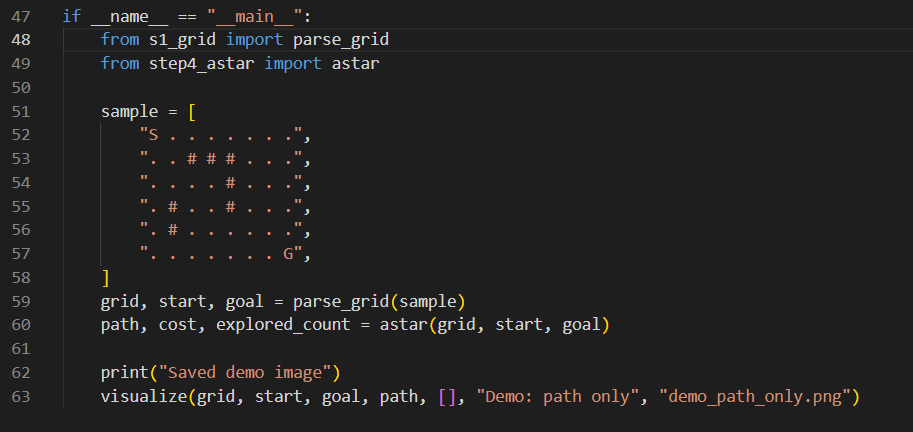 47 if __name__ == "__main__":
48     from s1_grid import parse_grid
49     from step4_astar import astar
50
51     sample = [
52         "S . . . . . . .",
53         ". . # # # . . .",
54         ". . . . # . . .",
55         ". # . . # . . .",
56         ". # . . . . . .",
57         ". . . . . . . G",
58     ]
59     grid, start, goal = parse_grid(sample)
60     path, cost, explored_count = astar(grid, start, goal)
61
62     print("Saved demo image")
63     visualize(grid, start, goal, path, [], "Demo: path only", "demo_path_only.png")